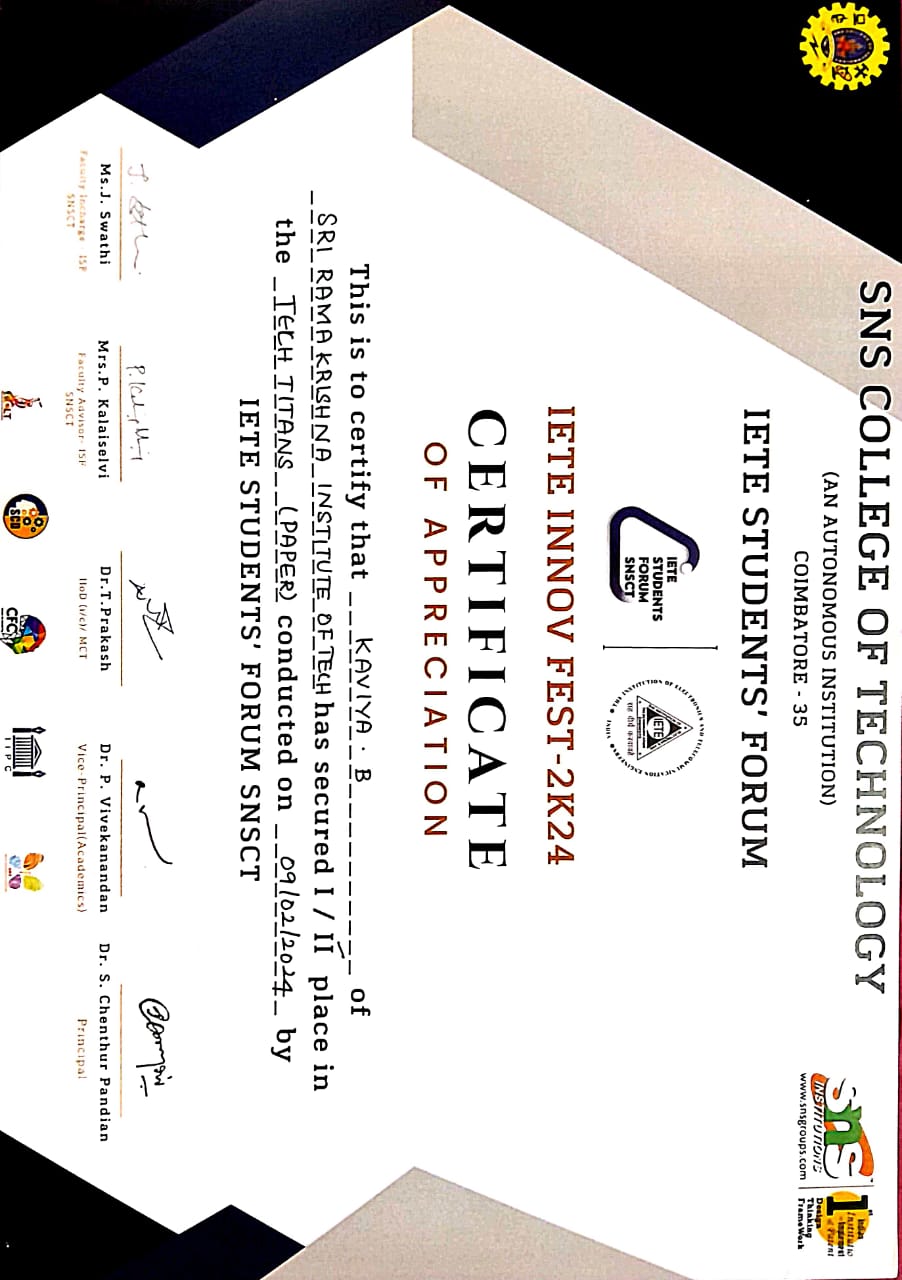 SNS COLLEGE OF TECHNOLOGY
(AN AUTONOMOUS INSTITUTION)
COIMBATORE - 35
sns
INSTITUTIONS
www.snsgroups.com
Design
Thinking
FrameWork
IETE STUDENTS' FORUM
IETE
STUDENTS
FORUM
SNSCT
IETE
IETE INNOV FEST-2K24
CERTIFICATE
OF APPRECIATION
This is to certify that KAVIYA . B of
SRI RAMAKRISHNA INSTITUTE OF TECH has secured I / II place in
the TECH TITANS (PAPER) conducted on 09/02/2024 by
IETE STUDENTS' FORUM SNSCT
Ms.J. Swathi
Faculty Incharge - ISF
SNSCT
Mrs.P. Kalaiselvi
Faculty Advisor- ISF
SNSCT
Dr.T.Prakash
HoD (i/c)/ MCT
Dr. P. Vivekanandan
Vice-Principal(Academics)
Dr. S. Chenthur Pandian
Principal
SCD
CFC
IIPC